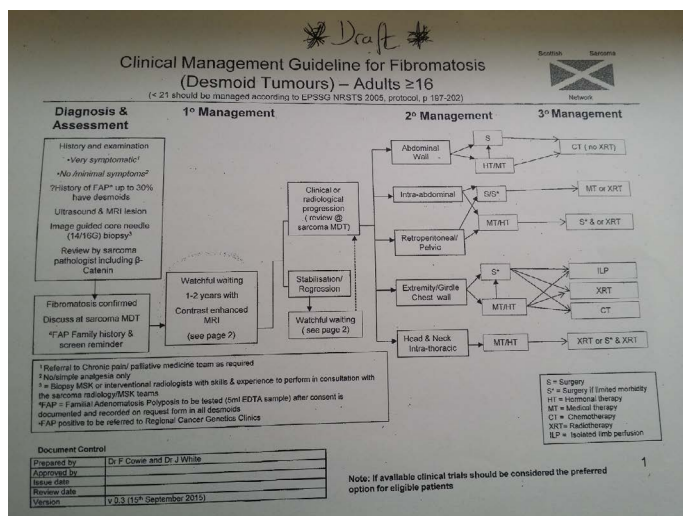 * Draft *
Scottish Sarcoma
Network
Clinical Management Guideline for Fibromatosis
(Desmoid Tumours) – Adults ≥16
(< 21 should be managed according to EPSSG NRSTS 2005, protocol, p 197-202)
Diagnosis &
Assessment
1º Management
2º Management
3º Management
History and examination
•Very symptomatic¹
•No /minimal symptoms²
?History of FAP⁴ up to 30%
have desmoids
Ultrasound & MRI lesion
Image guided core needle
(14/16G) biopsy³
Review by sarcoma
pathologist including β-
Catenin
Fibromatosis confirmed
Discuss at sarcoma MDT
⁴FAP Family history &
screen reminder
Watchful waiting
1-2 years with
Contrast enhanced
MRI
(see page 2)
Clinical or
radiological
progression
( review @
sarcoma MDT)
Stabilisation/
Regression
Watchful waiting
( see page 2)
Abdominal
Wall
S
HT/MT
CT ( no XRT)
Intra-abdominal
S/S*
MT or XRT
Retroperitoneal/
Pelvic
MT/HT
S* & or XRT
Extremity/Girdle
Chest wall
S*
MT/HT
ILP
XRT
CT
Head & Neck
Intra-thoracic
MT/HT
XRT or S* & XRT
¹ Referral to Chronic pain/ palliative medicine team as required
² No/simple analgesia only
³ = Biopsy MSK or interventional radiologists with skills & experience to perform in consultation with
the sarcoma radiology/MSK teams
⁴FAP = Familial Adenomatosis Polyposis to be tested (5ml EDTA sample) after consent is
documented and recorded on request form in all desmoids
•FAP positive to be referred to Regional Cancer Genetics Clinics
S = Surgery
S* = Surgery if limited morbidity
HT = Hormonal therapy
MT = Medical therapy
CT = Chemotherapy
XRT= Radiotherapy
ILP = Isolated limb perfusion
Document Control
Prepared by Dr F Cowie and Dr J White
Approved by
Issue date
Review date
Version v 0.3 (15th September 2015)
Note: If available clinical trials should be considered the preferred
option for eligible patients
1